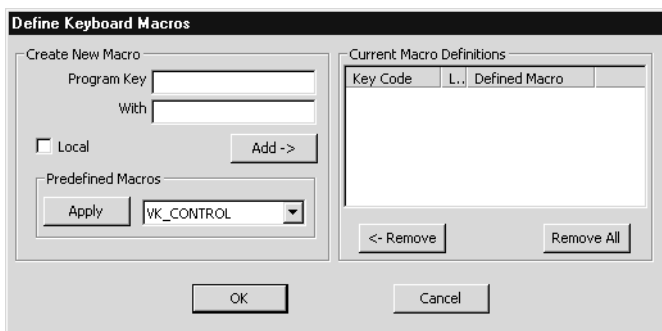 Define Keyboard Macros
Create New Macro
Program Key
With
Local
Add ->
Predefined Macros
Apply
VK_CONTROL
Current Macro Definitions
Key Code L.. Defined Macro
<- Remove
Remove All
OK
Cancel